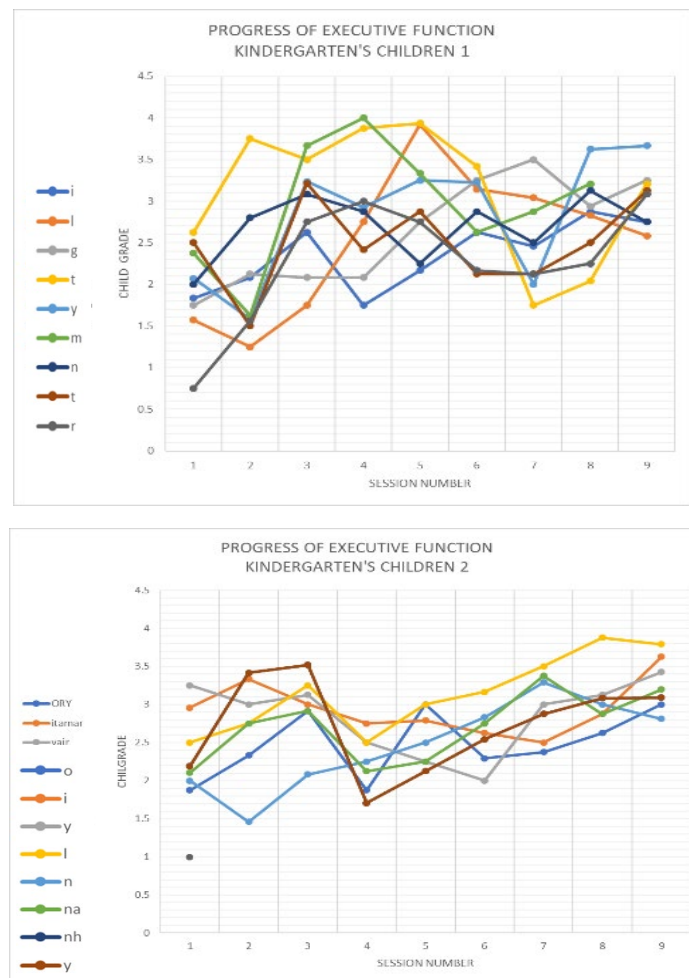 PROGRESS OF EXECUTIVE FUNCTION
KINDERGARTEN'S CHILDREN 1
4.5
4
3.5
3
2.5
2
1.5
1
0.5
0
CHILD GRADE
i
l
g
t
y
m
n
t
r
1 2 3 4 5 6 7 8 9
SESSION NUMBER
PROGRESS OF EXECUTIVE FUNCTION
KINDERGARTEN'S CHILDREN 2
4.5
4
3.5
3
2.5
2
1.5
1
0.5
0
CHILGRADE
ORY
itamar
yair
o
i
y
l
n
na
nh
y
1 2 3 4 5 6 7 8 9
SESSION NUMBER